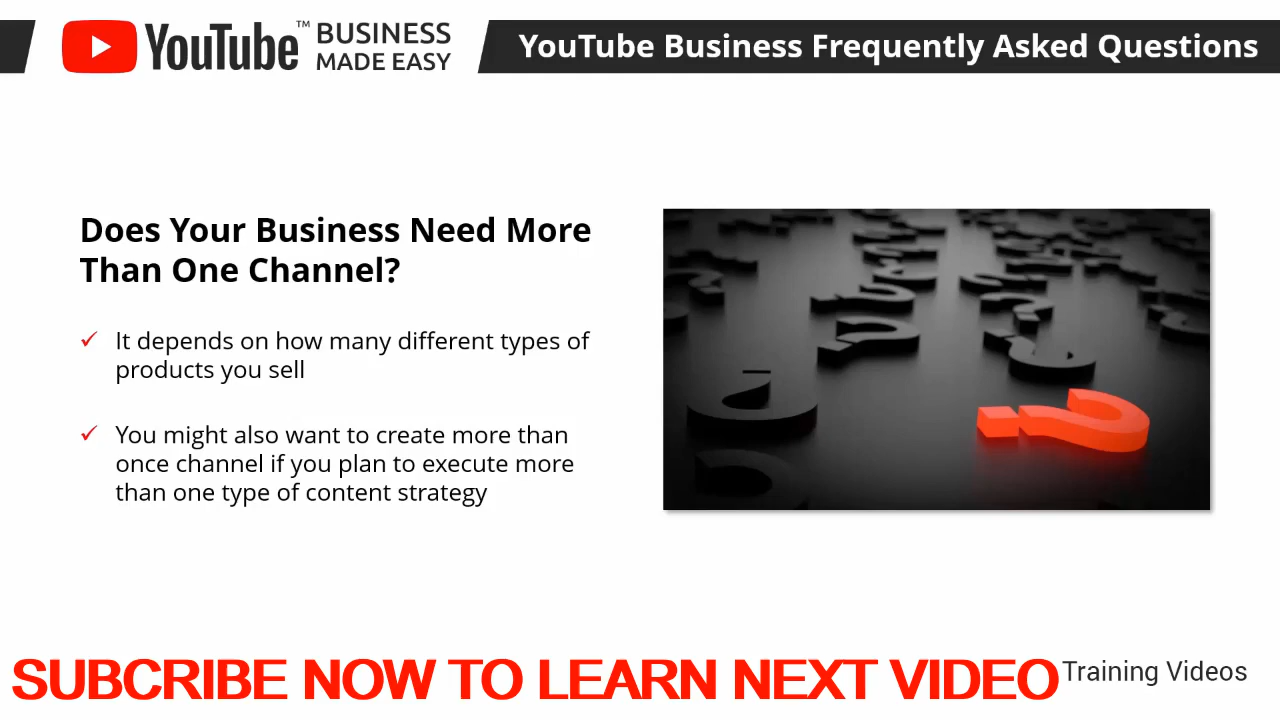 YouTube™ BUSINESS MADE EASY
YouTube Business Frequently Asked Questions
Does Your Business Need More
Than One Channel?
✓ It depends on how many different types of
products you sell
✓ You might also want to create more than
once channel if you plan to execute more
than one type of content strategy
SUBCRIBE NOW TO LEARN NEXT VIDEO
Training Videos